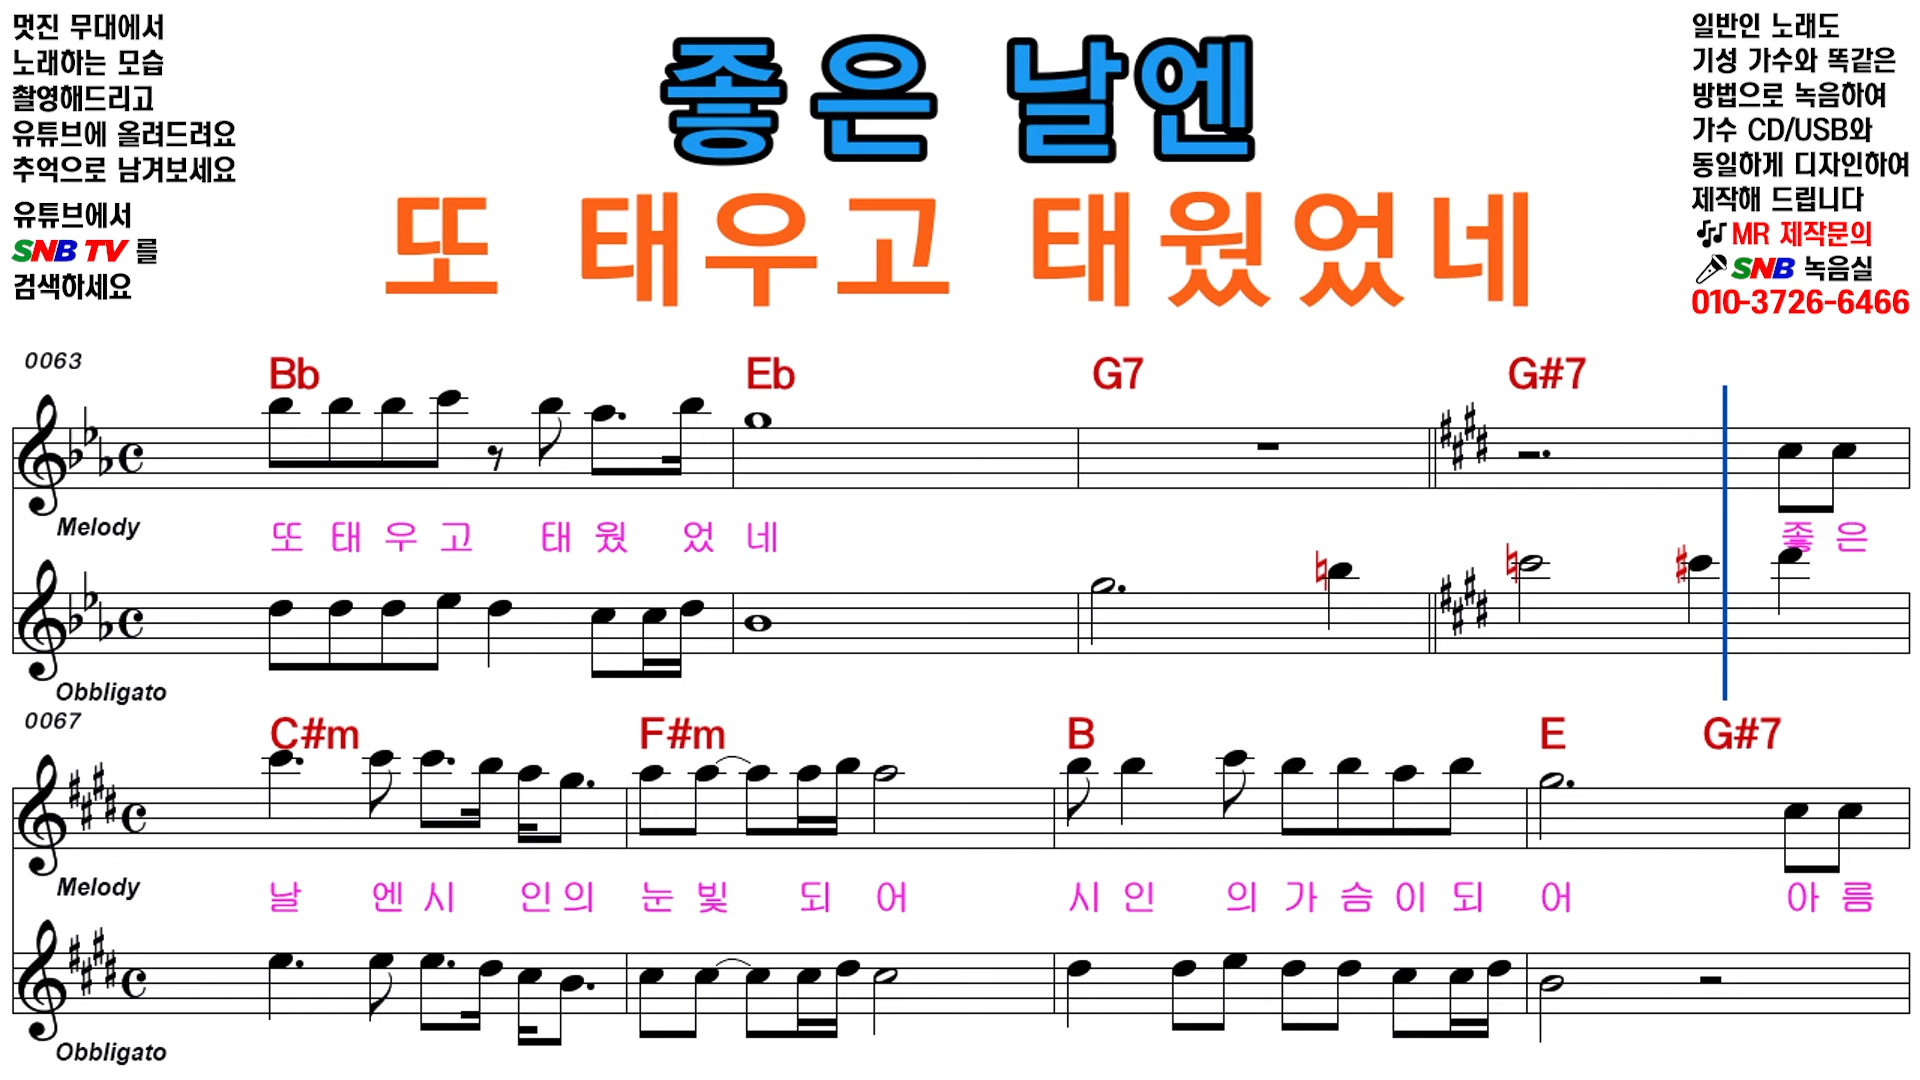 멋진 무대에서
노래하는 모습
촬영해드리고
유튜브에 올려드려요
추억으로 남겨보세요
유튜브에서
SNB TV 를
검색하세요
좋은 날엔
또 태우고 태웠었네
일반인 노래도
기성 가수와 똑같은
방법으로 녹음하여
가수 CD/USB와
동일하게 디자인하여
제작해 드립니다
MR 제작문의
SNB 녹음실
010-3726-6466
0063
Bb Eb G7 G#7
Melody
또 태 우 고 태 웠 었 네 좋 은
Obbligato
0067
C#m F#m B E G#7
Melody
날 엔 시 인 의 눈 빛 되 어 시 인 의 가 슴 이 되 어 아 름
Obbligato